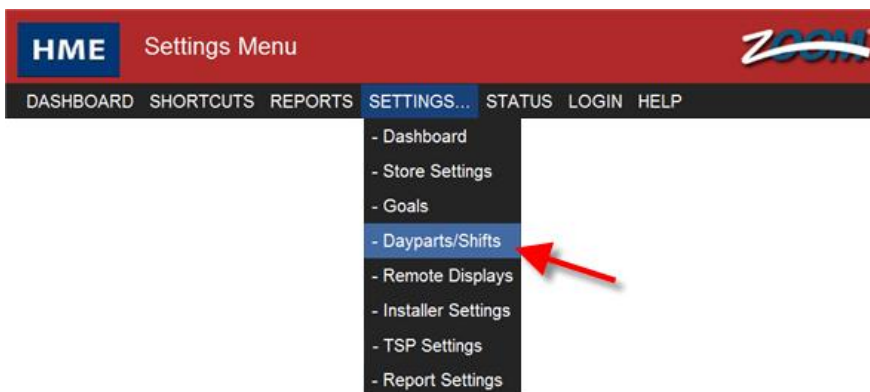 HME Settings Menu ZOOM
DASHBOARD SHORTCUTS REPORTS SETTINGS... STATUS LOGIN HELP
- Dashboard
- Store Settings
- Goals
- Dayparts/Shifts
- Remote Displays
- Installer Settings
- TSP Settings
- Report Settings